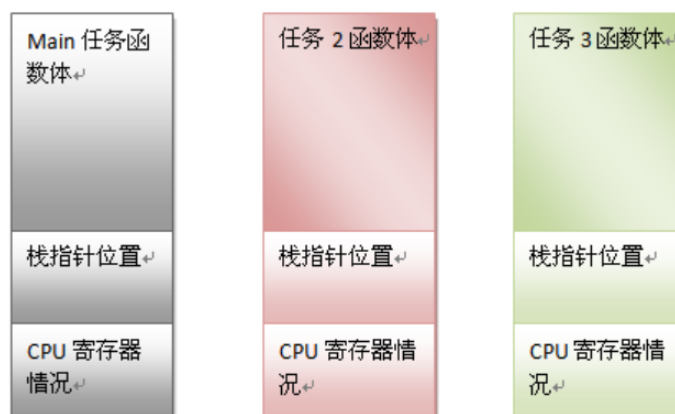 Main 任务函
数体
任务 2 函数体
任务 3 函数体
栈指针位置
栈指针位置
栈指针位置
CPU 寄存器
情况
CPU 寄存器情
况
CPU 寄存器情
况